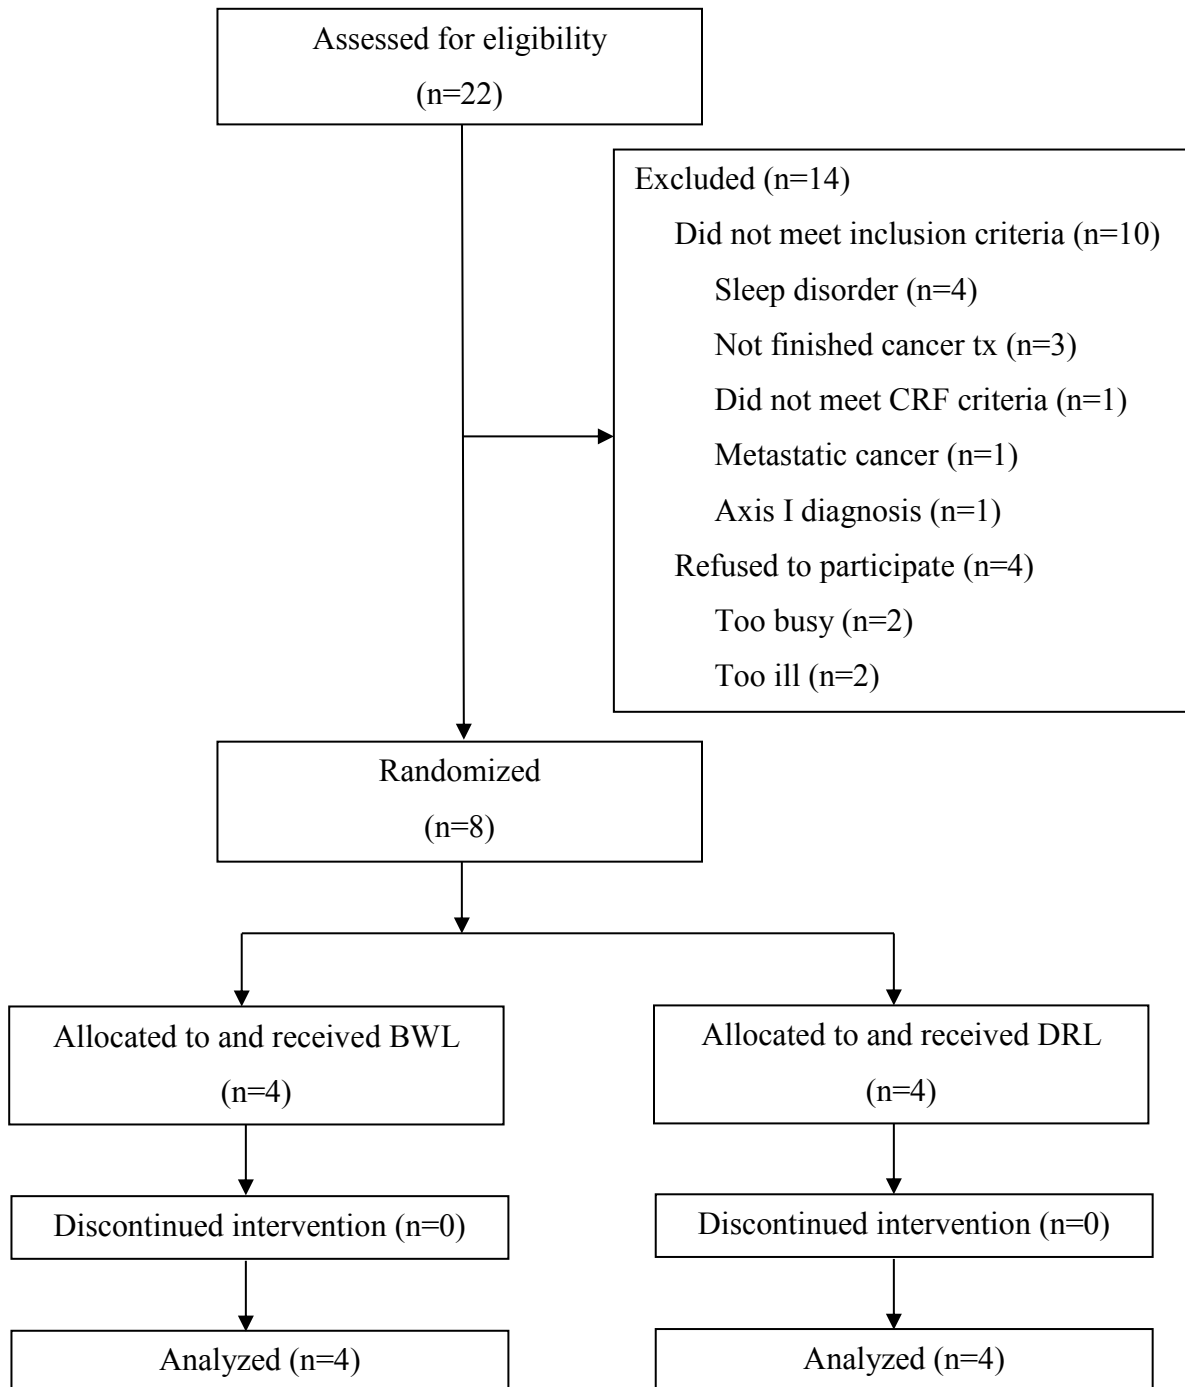 Assessed for eligibility
(n=22)
Excluded (n=14)
Did not meet inclusion criteria (n=10)
Sleep disorder (n=4)
Not finished cancer tx (n=3)
Did not meet CRF criteria (n=1)
Metastatic cancer (n=1)
Axis I diagnosis (n=1)
Refused to participate (n=4)
Too busy (n=2)
Too ill (n=2)
Randomized
(n=8)
Allocated to and received BWL
(n=4)
Allocated to and received DRL
(n=4)
Discontinued intervention (n=0)
Discontinued intervention (n=0)
Analyzed (n=4)
Analyzed (n=4)